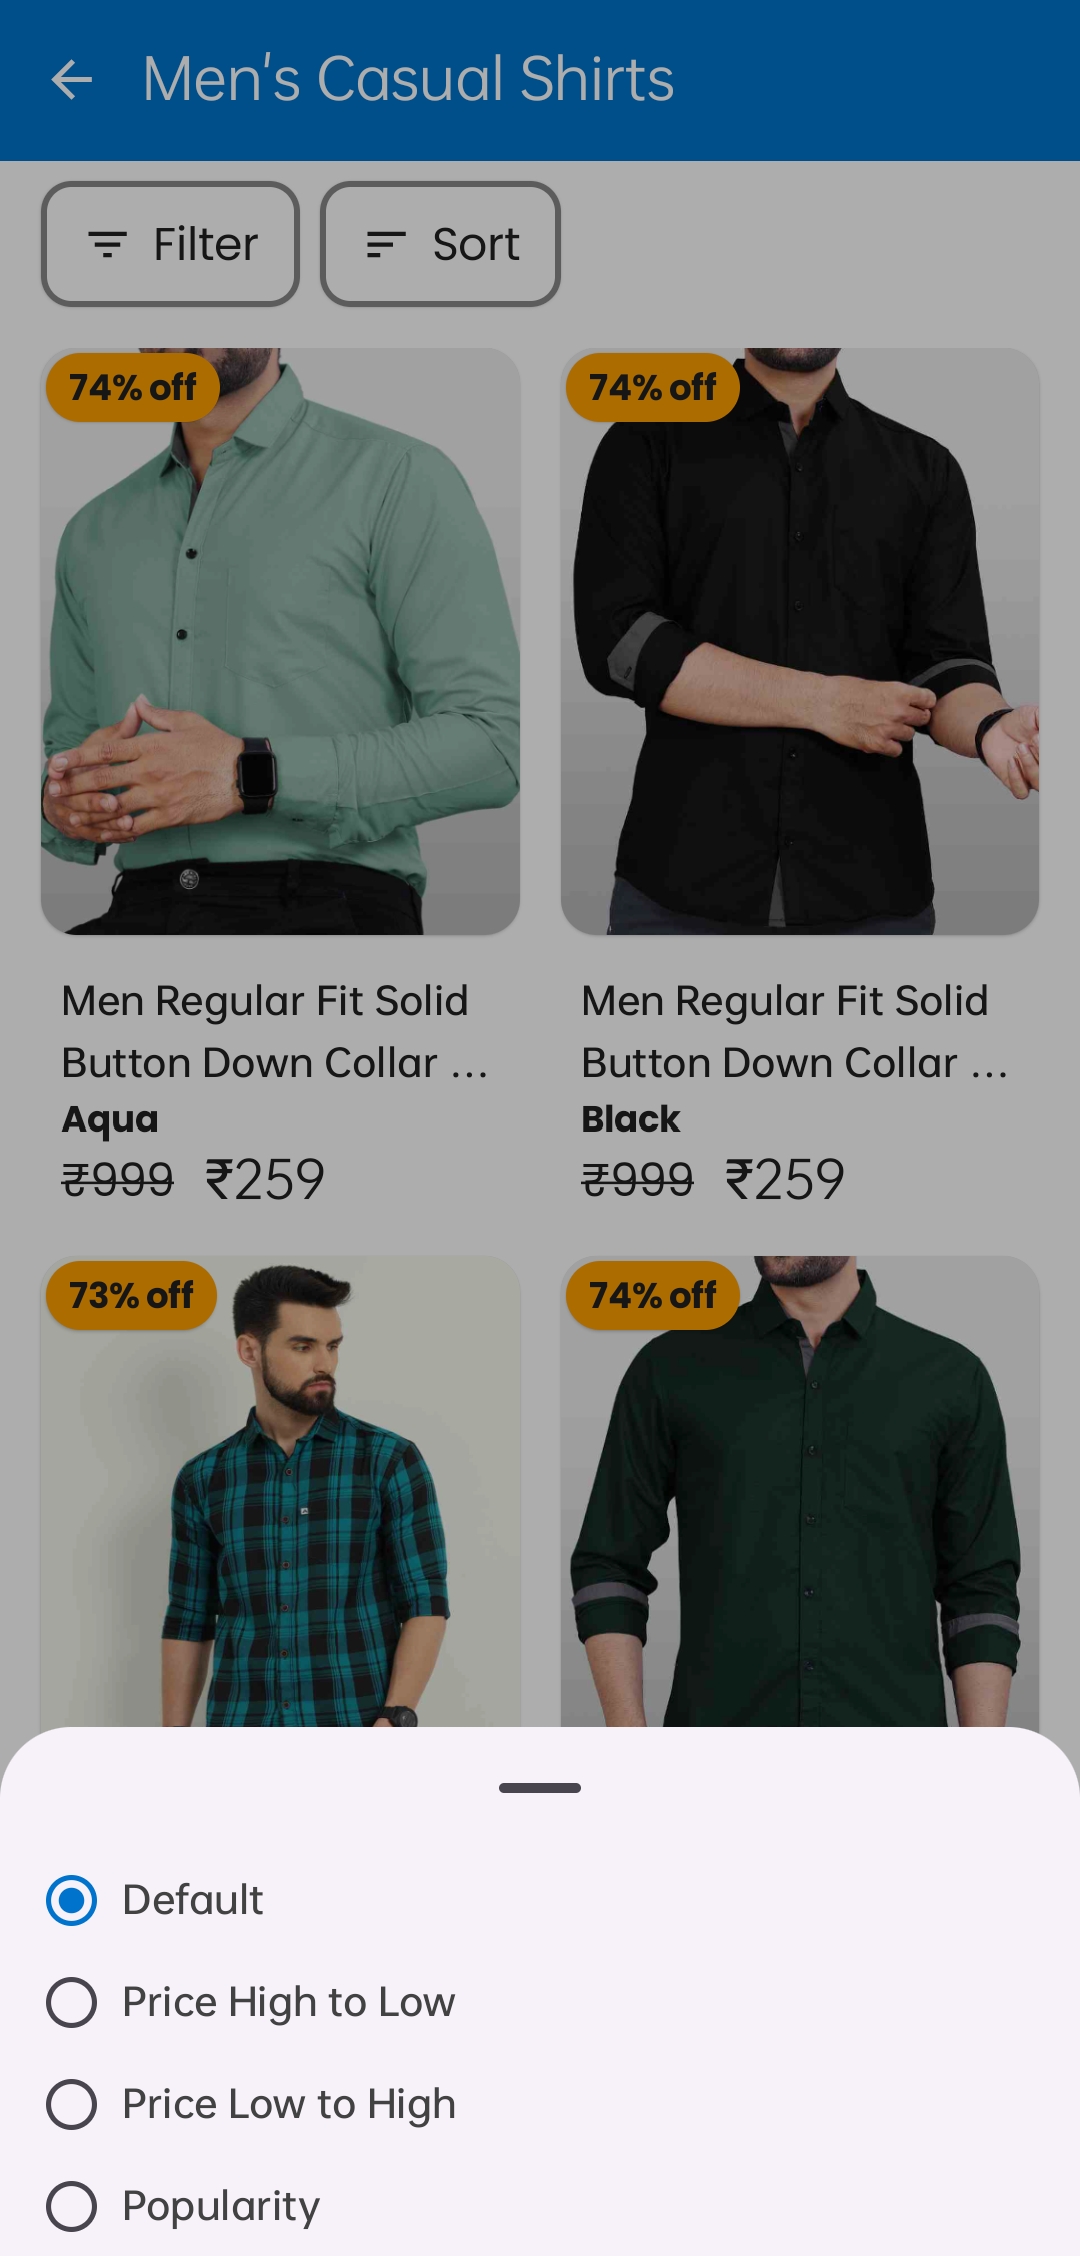 Men's Casual Shirts
Filter Sort
74% off 74% off
Men Regular Fit Solid
Button Down Collar ...
Aqua
₹999 ₹259
Men Regular Fit Solid
Button Down Collar ...
Black
₹999 ₹259
73% off 74% off
Default
Price High to Low
Price Low to High
Popularity